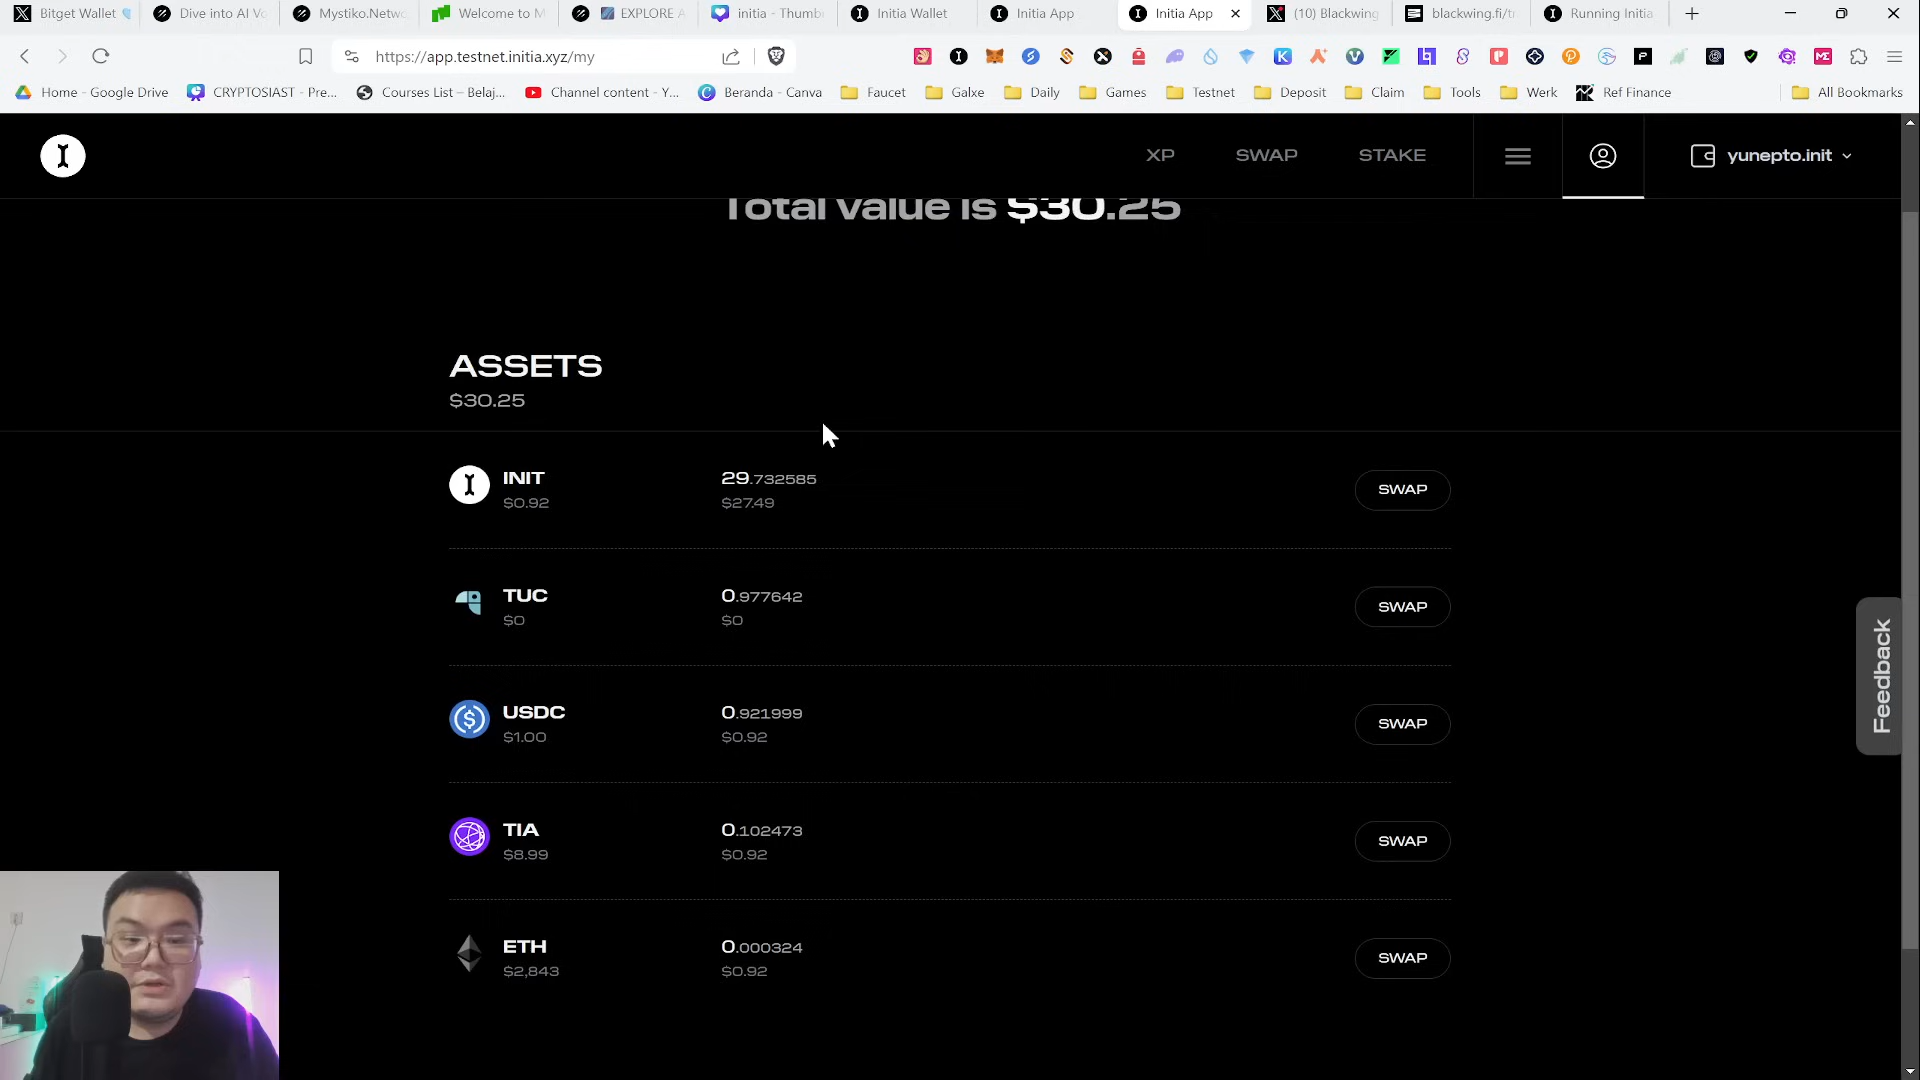 Bitget Wallet
Dive into AI Vo
Mystiko.Netwo
Welcome to M
EXPLORE A
initia - Thumb
Initia Wallet
Initia App
Initia App
(10) Blackwing
blackwing.fi/tr
Running Initia
https://app.testnet.initia.xyz/my
Home - Google Drive
CRYPTOSIAST - Pre...
Courses List – Belaj...
Channel content - Y...
Beranda - Canva
Faucet
Galxe
Daily
Games
Testnet
Deposit
Claim
Tools
Werk
Ref Finance
All Bookmarks
XP
SWAP
STAKE
yunepto.init
Total value is $30.25
ASSETS
$30.25
INIT
29.732585
SWAP
$0.92
$27.49
TUC
0.977642
SWAP
$0
$0
USDC
0.921999
SWAP
$1.00
$0.92
TIA
0.102473
SWAP
$8.99
$0.92
ETH
0.000324
SWAP
$2,843
$0.92
Feedback